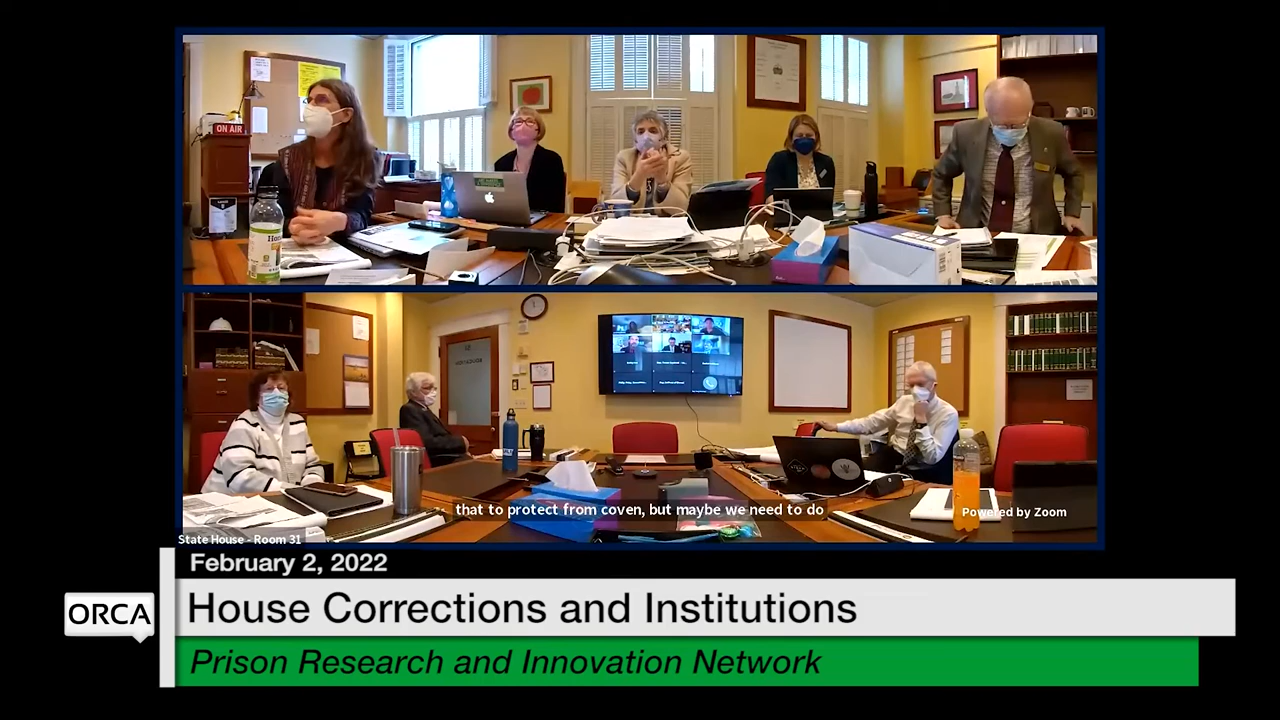 ON AIR
that to protect from coven, but maybe we need to do
Powered by Zoom
State House - Room 31
February 2, 2022
ORCA
House Corrections and Institutions
Prison Research and Innovation Network